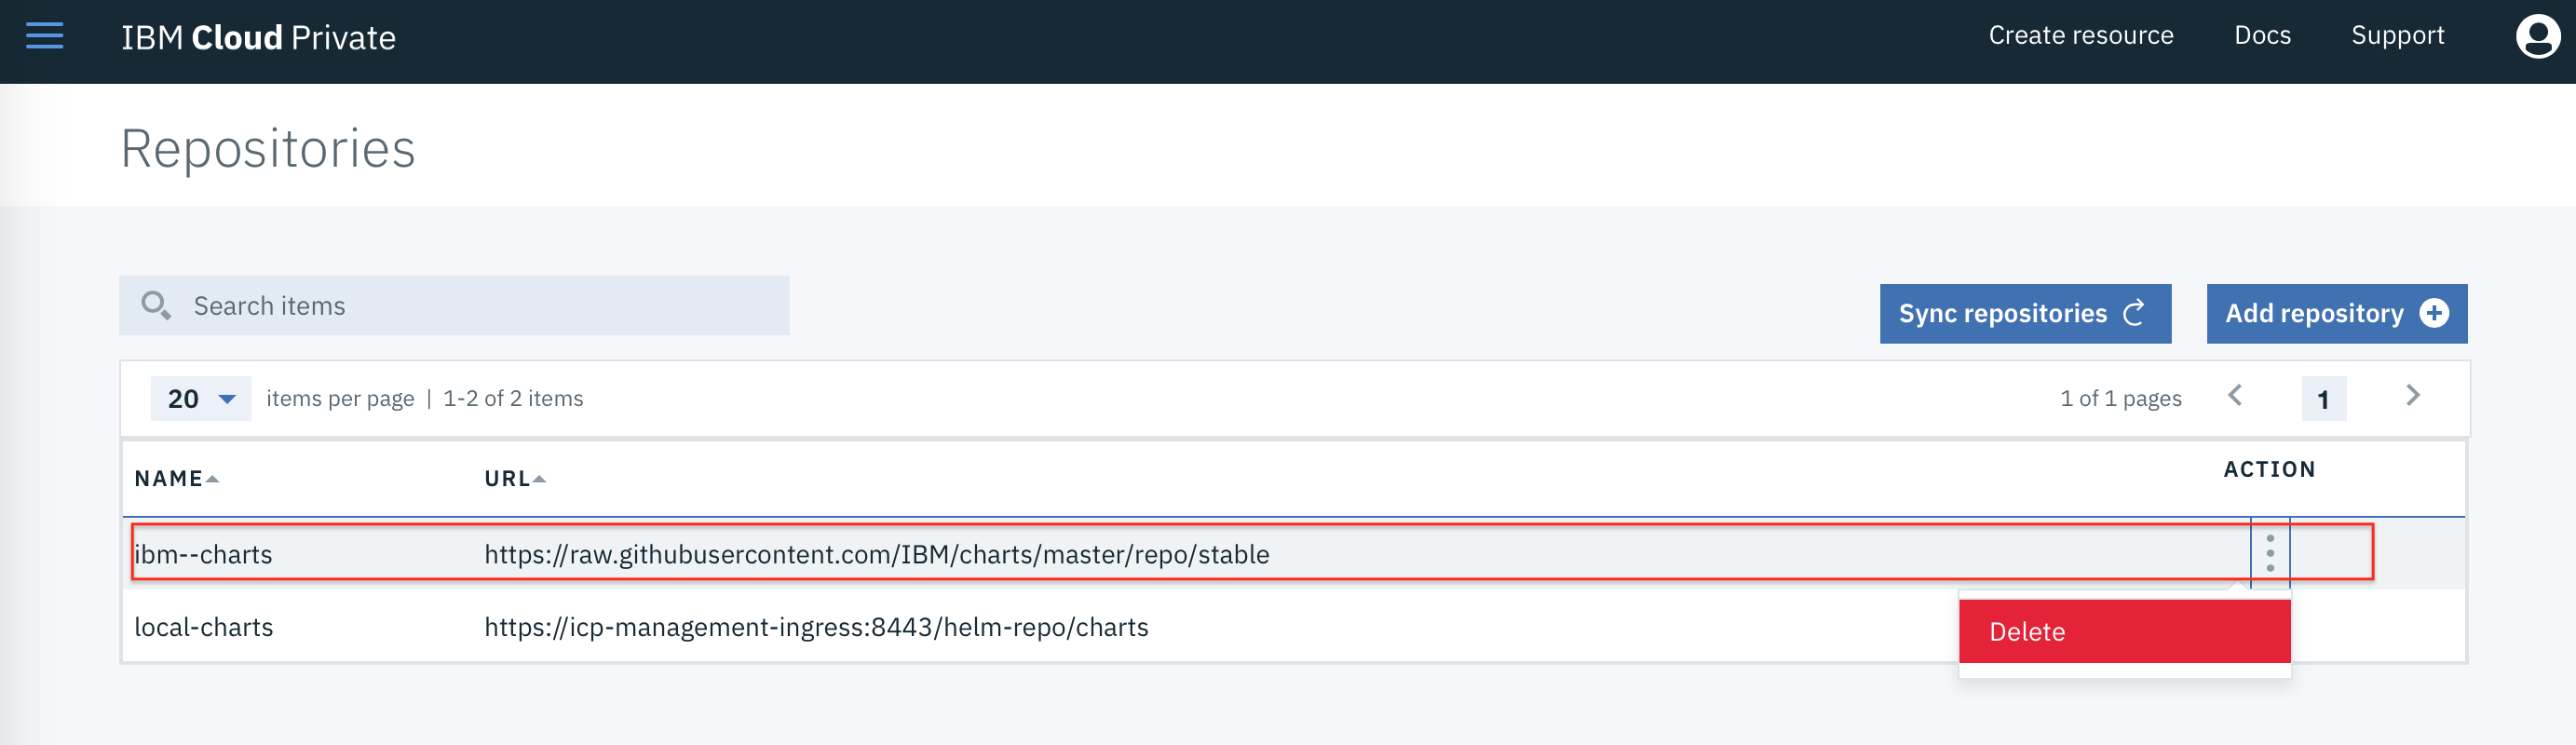 IBM Cloud Private
Create resource Docs Support
Repositories
Search items
Sync repositories Add repository
20 items per page | 1-2 of 2 items 1 of 1 pages 1
NAME URL ACTION
ibm--charts https://raw.githubusercontent.com/IBM/charts/master/repo/stable
local-charts https://icp-management-ingress:8443/helm-repo/charts
Delete